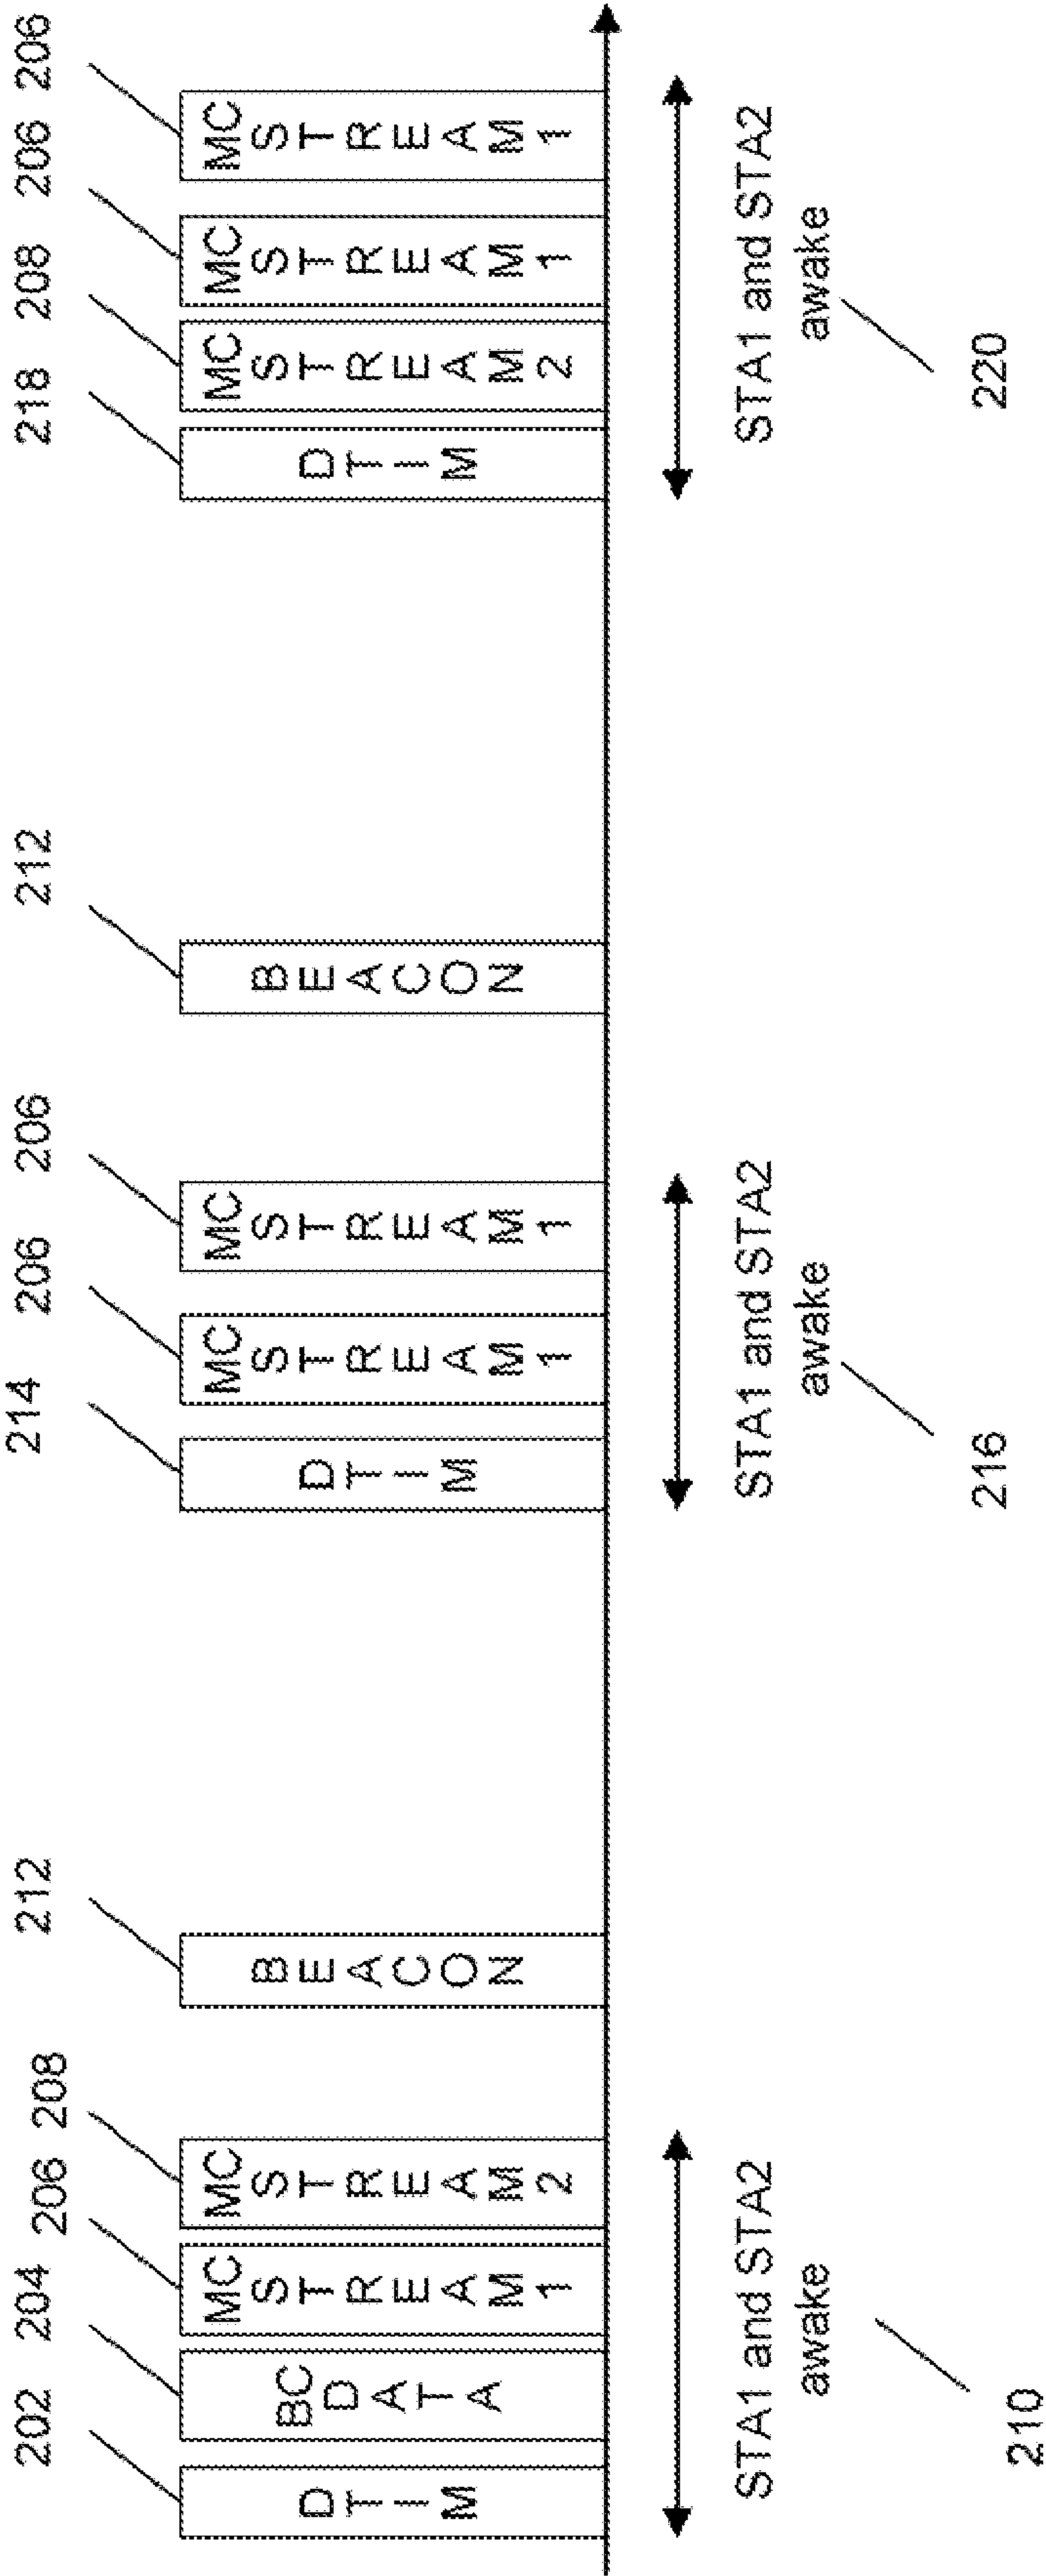 202
204
206
208
212
214
206
206
212
218
208
206
206
DTIM
BC
DATA
MC
STREAM
1
MC
STREAM
2
BEACON
DTIM
MC
STREAM
1
MC
STREAM
1
BEACON
DTIM
MC
STREAM
2
MC
STREAM
1
MC
STREAM
1
STA1 and STA2
awake
STA1 and STA2
awake
STA1 and STA2
awake
210
216
220